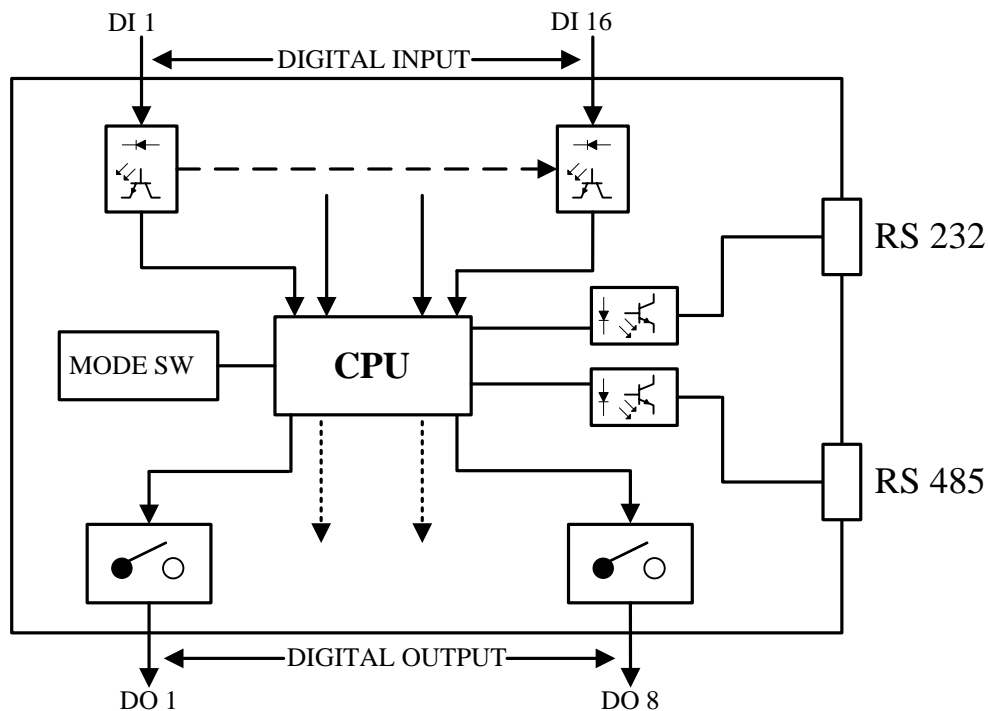 DI 1
DI 16
DIGITAL INPUT
RS 232
MODE SW
CPU
RS 485
DIGITAL OUTPUT
DO 1
DO 8